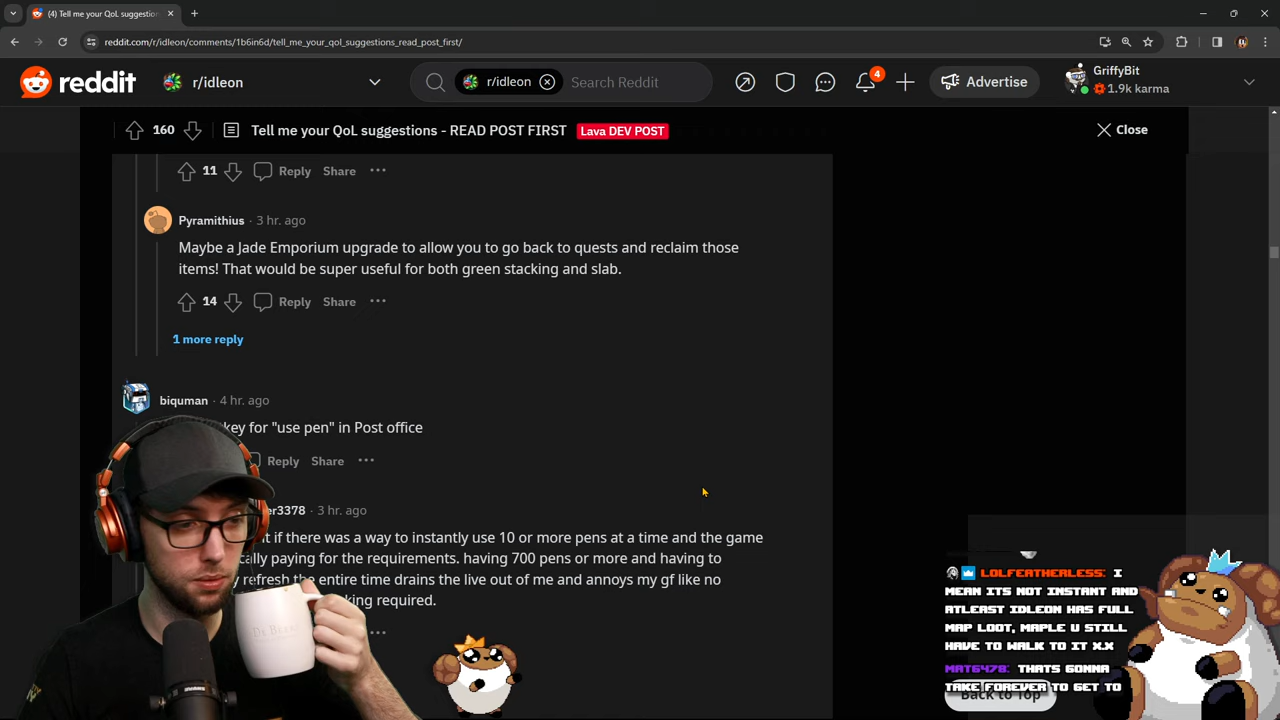 (4) Tell me your QoL suggestion
reddit.com/r/idleon/comments/1b6in6d/tell_me_your_qol_suggestions_read_post_first/
reddit
r/idleon
r/idleon
Search Reddit
4
Advertise
GriffyBit
1.9k karma
160
Tell me your QoL suggestions - READ POST FIRST
Lava DEV POST
Close
11
Reply
Share
Pyramithius · 3 hr. ago
Maybe a Jade Emporium upgrade to allow you to go back to quests and reclaim those
items! That would be super useful for both green stacking and slab.
14
Reply
Share
1 more reply
biquman · 4 hr. ago
key for "use pen" in Post office
Reply
Share
er3378 · 3 hr. ago
t if there was a way to instantly use 10 or more pens at a time and the game
cally paying for the requirements. having 700 pens or more and having to
y refresh the entire time drains the live out of me and annoys my gf like no
king required.
DE BEER
LOLFEATHERLESS: I
MEAN ITS NOT INSTANT AND
ATLEAST IDLEON HAS FULL
MAP LOOT, MAPLE U STILL
HAVE TO WALK TO IT X.X
MAT6478: THATS GONNA
TAKE FOREVER TO GET TO
Back to Top